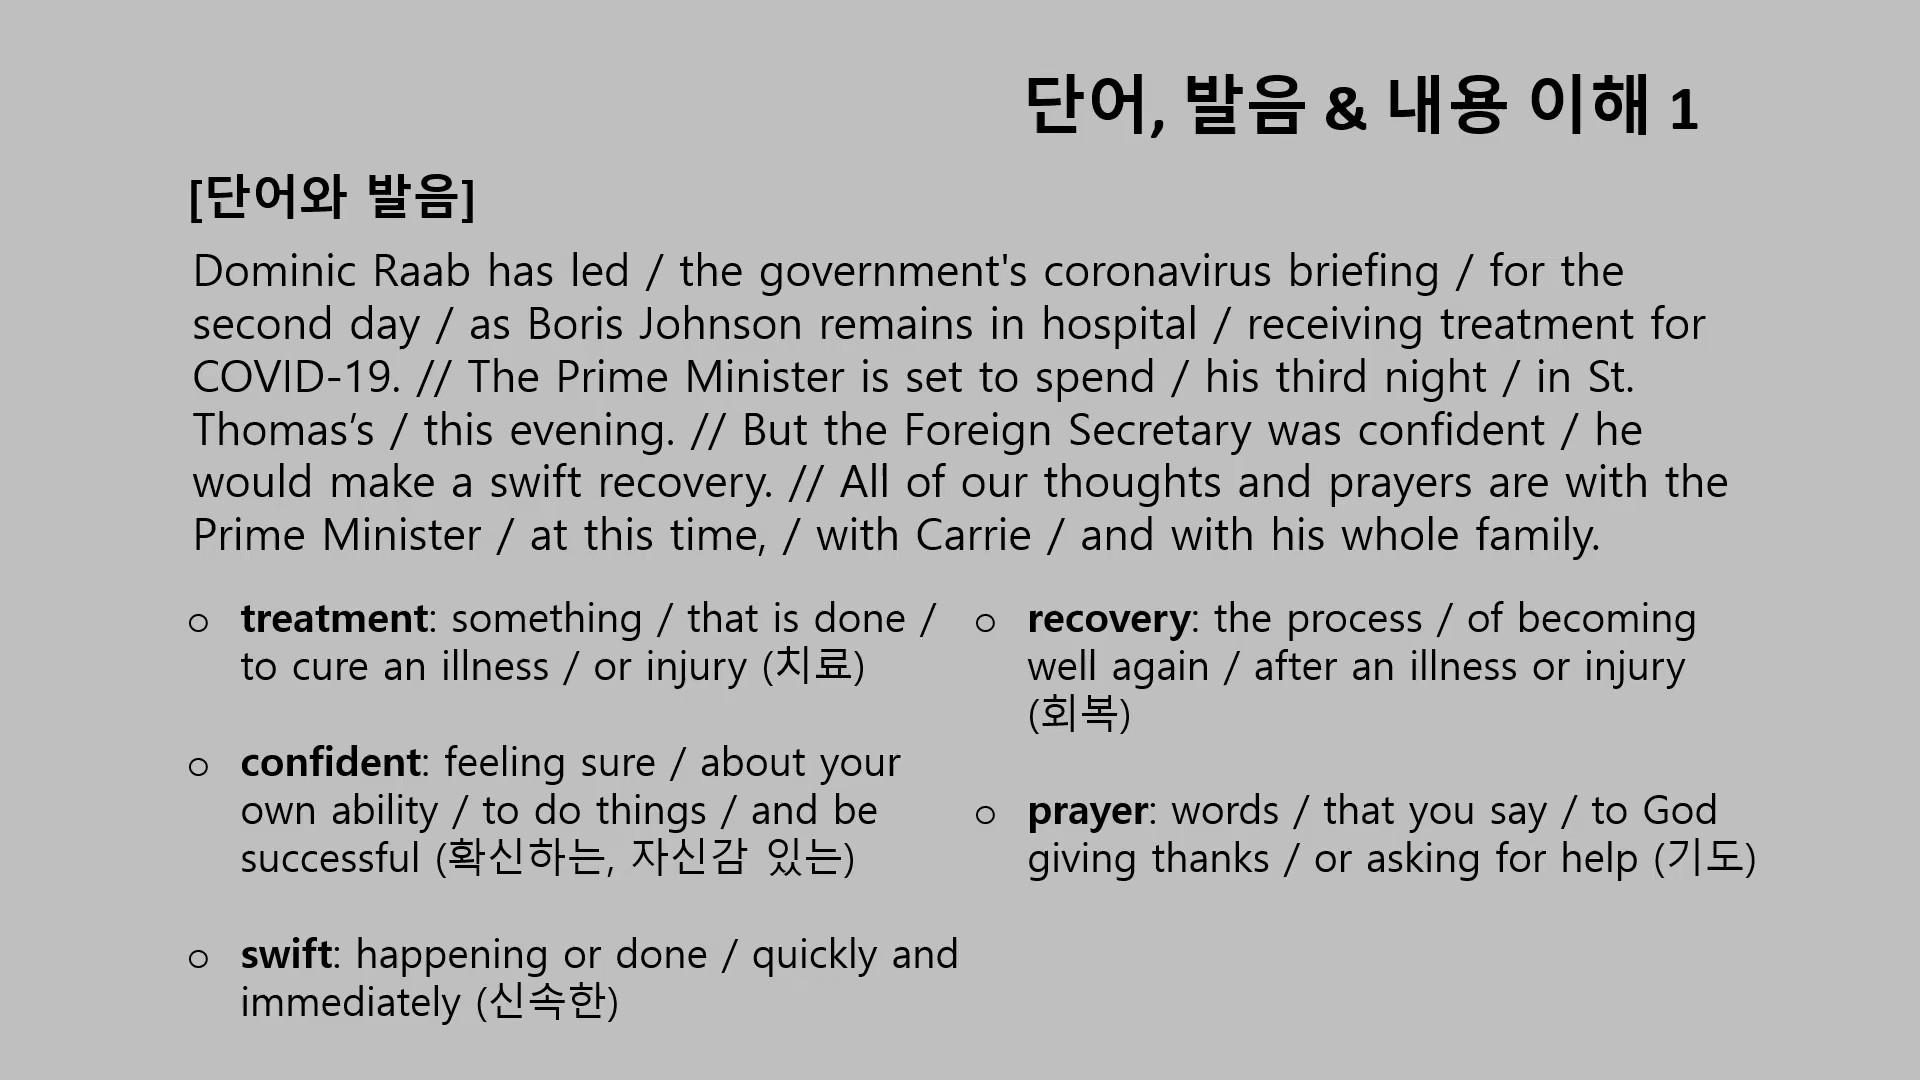 단어, 발음 & 내용 이해 1
[단어와 발음]
Dominic Raab has led / the government's coronavirus briefing / for the
second day / as Boris Johnson remains in hospital / receiving treatment for
COVID-19. // The Prime Minister is set to spend / his third night / in St.
Thomas‘s / this evening. // But the Foreign Secretary was confident / he
would make a swift recovery. // All of our thoughts and prayers are with the
Prime Minister / at this time, / with Carrie / and with his whole family.
o treatment: something / that is done /
to cure an illness / or injury (치료)
o confident: feeling sure / about your
own ability / to do things / and be
successful (확신하는, 자신감 있는)
o swift: happening or done / quickly and
immediately (신속한)
o recovery: the process / of becoming
well again / after an illness or injury
(회복)
o prayer: words / that you say / to God
giving thanks / or asking for help (기도)